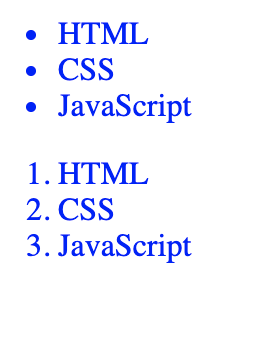 • HTML
• CSS
• JavaScript
1. HTML
2. CSS
3. JavaScript